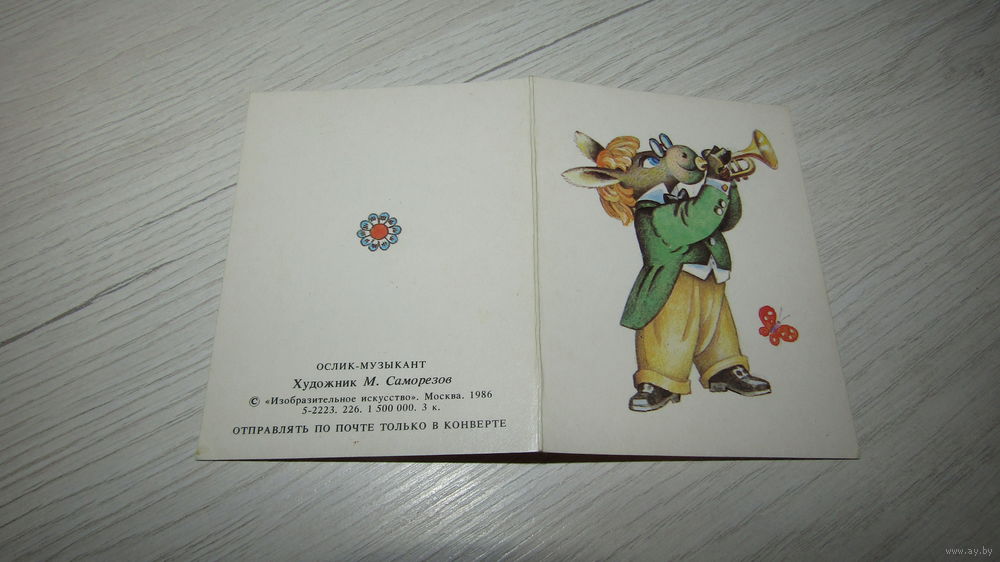 ОСЛИК-МУЗЫКАНТ
Художник М. Саморезов
© «Изобразительное искусство». Москва. 1986
5-2223. 226. 1 500 000. 3 к.
ОТПРАВЛЯТЬ ПО ПОЧТЕ ТОЛЬКО В КОНВЕРТЕ
www.ay.by